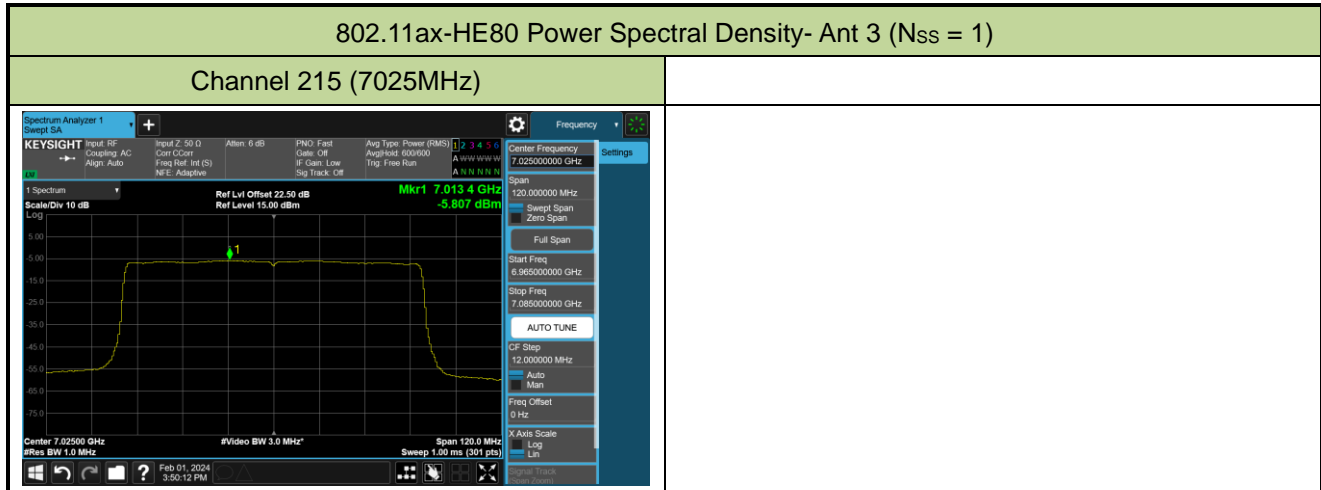 802.11ax-HE80 Power Spectral Density- Ant 3 (NSS = 1)
Channel 215 (7025MHz)
Spectrum Analyzer 1
Swept SA
+
Frequency
KEYSIGHT
Input: RF
Coupling: AC
Align: Auto
Input Z: 50 Ω
Corr CCorr
Freq Ref: Int (S)
NFE: Adaptive
Atten: 6 dB
PNO: Fast
Gate: Off
IF Gain: Low
Sig Track: Off
Avg Type: Power (RMS)
Avg|Hold: 600/600
Trig: Free Run
1 2 3 4 5 6
A W W W W W
A N N N N N
LXI
1 Spectrum
Scale/Div 10 dB
Log
Ref Lvl Offset 22.50 dB
Ref Level 15.00 dBm
Mkr1 7.013 4 GHz
-5.807 dBm
5.00
-5.00
-15.0
-25.0
-35.0
-45.0
-55.0
-65.0
-75.0
1
Center 7.02500 GHz
#Res BW 1.0 MHz
#Video BW 3.0 MHz*
Span 120.0 MHz
Sweep 1.00 ms (301 pts)
Center Frequency
7.025000000 GHz
Span
120.000000 MHz
Swept Span
Zero Span
Full Span
Start Freq
6.965000000 GHz
Stop Freq
7.085000000 GHz
AUTO TUNE
CF Step
12.000000 MHz
Auto
Man
Freq Offset
0 Hz
X Axis Scale
Log
Lin
Signal Track
(Span Zoom)
Settings
?
Feb 01, 2024
3:50:12 PM